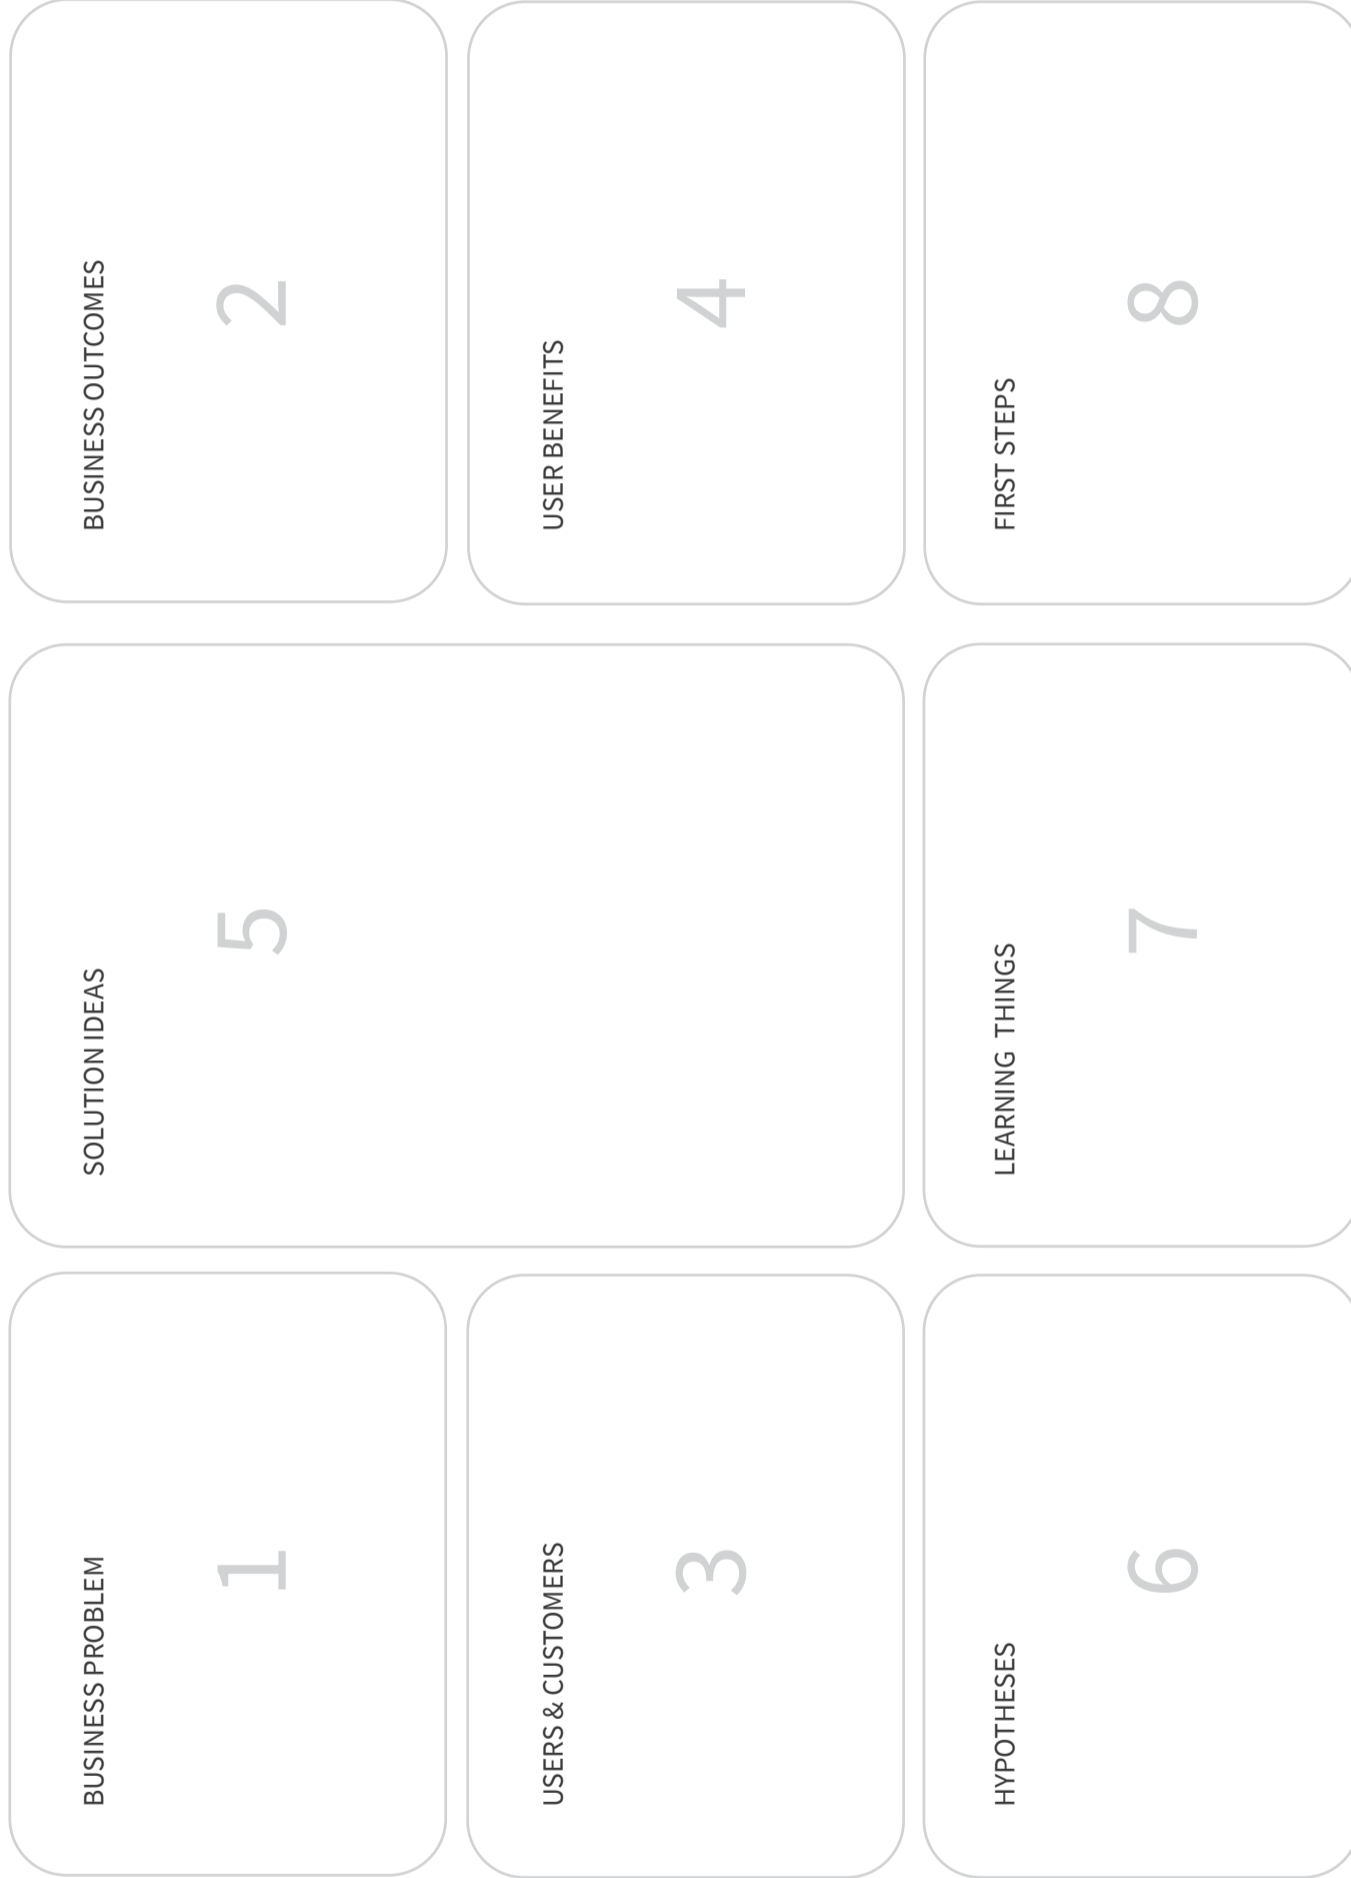 BUSINESS PROBLEM
1
SOLUTION IDEAS
5
BUSINESS OUTCOMES
2
USERS & CUSTOMERS
3
USER BENEFITS
4
HYPOTHESES
6
LEARNING THINGS
7
FIRST STEPS
8